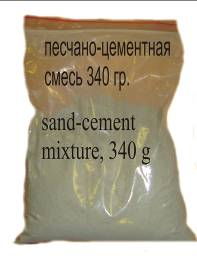 песчано-цементная
смесь 340 гр.
sand-cement
mixture, 340 g